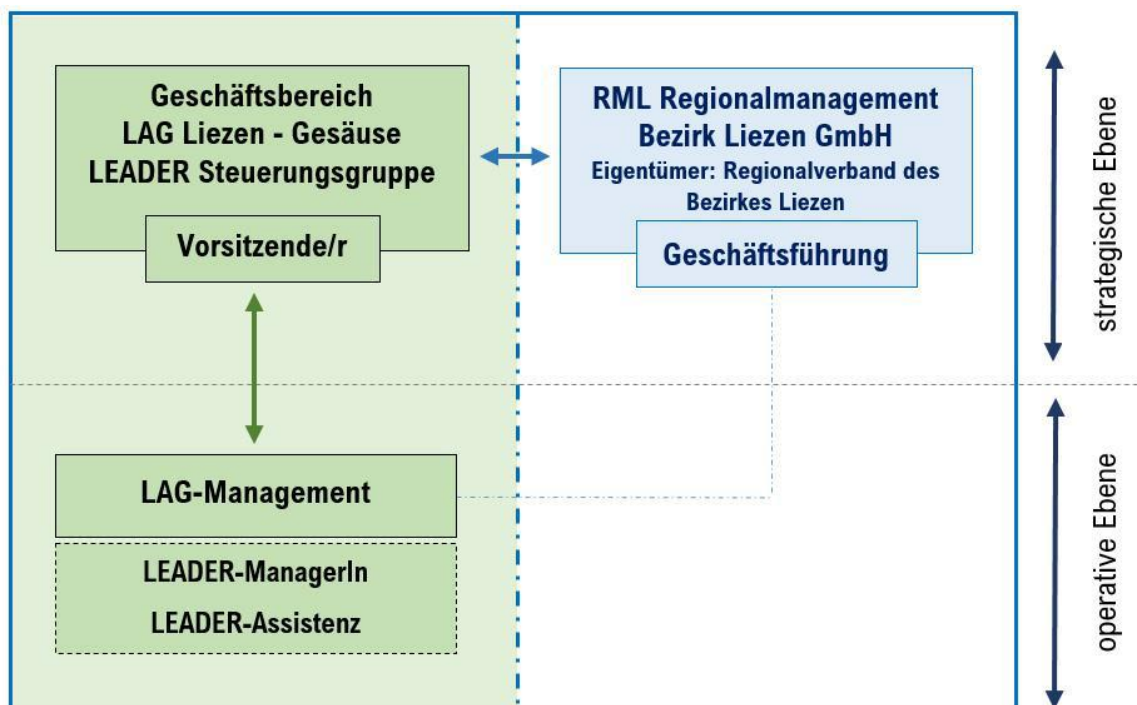 Geschäftsbereich
LAG Liezen - Gesäuse
LEADER Steuerungsgruppe
Vorsitzende/r
RML Regionalmanagement
Bezirk Liezen GmbH
Eigentümer: Regionalverband des
Bezirkes Liezen
Geschäftsführung
strategische Ebene
LAG-Management
LEADER-ManagerIn
LEADER-Assistenz
operative Ebene